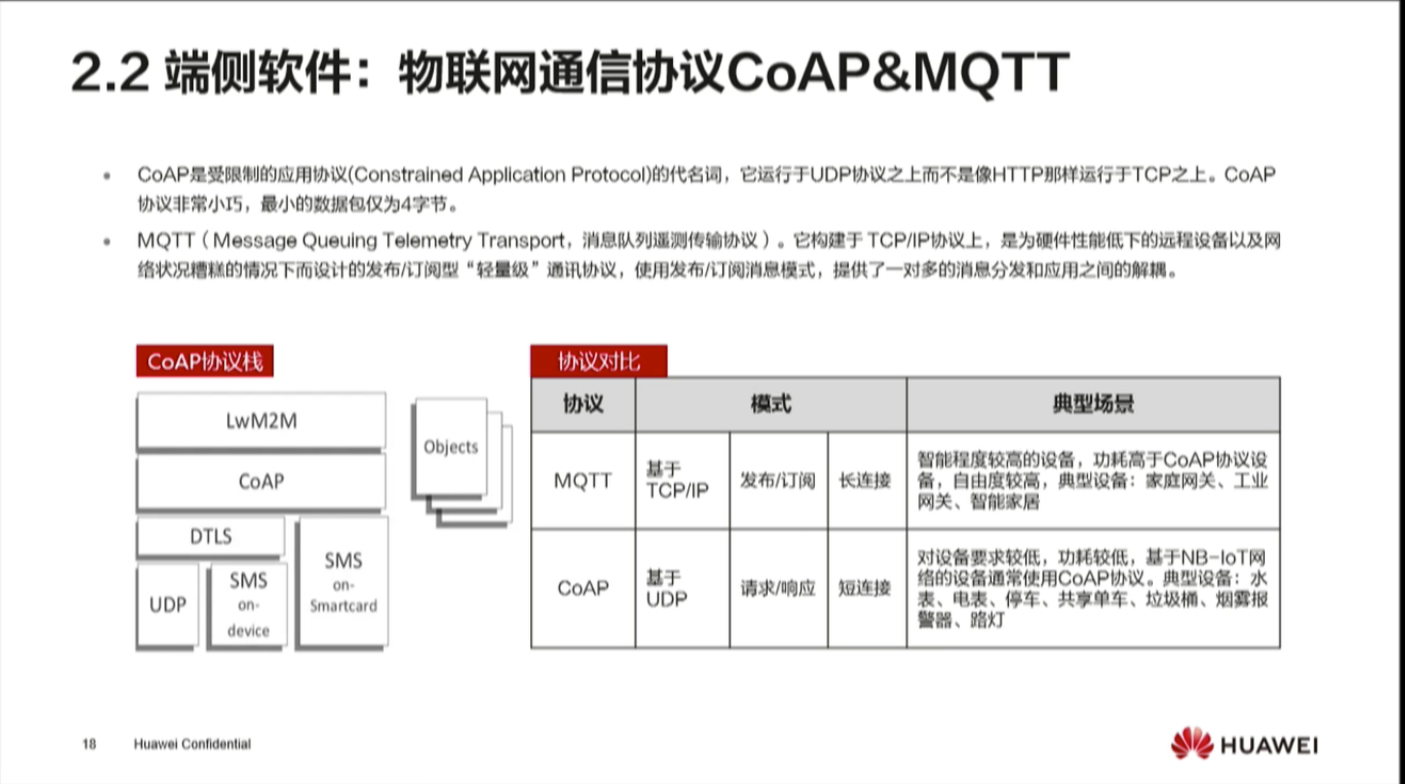 2.2 端侧软件：物联网通信协议CoAP&MQTT
• CoAP是受限制的应用协议(Constrained Application Protocol)的代名词，它运行于UDP协议之上而不是像HTTP那样运行于TCP之上。CoAP
协议非常小巧，最小的数据包仅为4字节。
• MQTT（Message Queuing Telemetry Transport，消息队列遥测传输协议）。它构建于 TCP/IP协议上，是为硬件性能低下的远程设备以及网
络状况糟糕的情况下而设计的发布/订阅型“轻量级”通讯协议，使用发布/订阅消息模式，提供了一对多的消息分发和应用之间的解耦。
CoAP协议栈
LwM2M
CoAP
DTLS
UDP
SMS
on-
device
SMS
on-
Smartcard
Objects
协议对比
协议 模式 典型场景
MQTT
基于
TCP/IP
发布/订阅
长连接
智能程度较高的设备，功耗高于CoAP协议设
备，自由度较高，典型设备：家庭网关、工业
网关、智能家居
CoAP
基于
UDP
请求/响应
短连接
对设备要求较低，功耗较低，基于NB-IoT网
络的设备通常使用CoAP协议。典型设备：水
表、电表、停车、共享单车、垃圾桶、烟雾报
警器、路灯
18 Huawei Confidential
HUAWEI